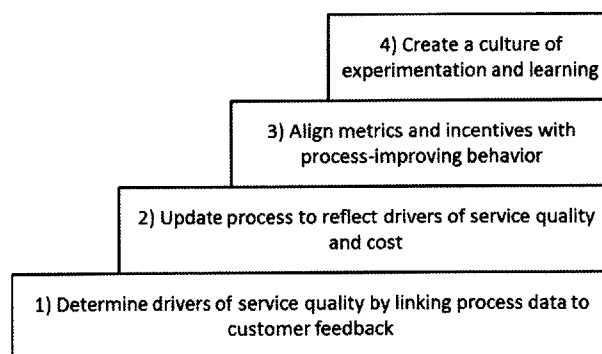 4) Create a culture of
experimentation and learning
3) Align metrics and incentives with
process-improving behavior
2) Update process to reflect drivers of service quality
and cost
1) Determine drivers of service quality by linking process data to
customer feedback